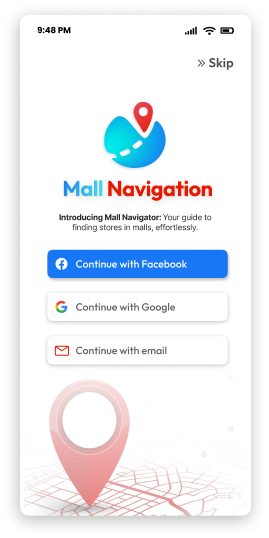 9:48 PM
» Skip
Mall Navigation
Introducing Mall Navigator: Your guide to
finding stores in malls, effortlessly.
Continue with Facebook
Continue with Google
Continue with email